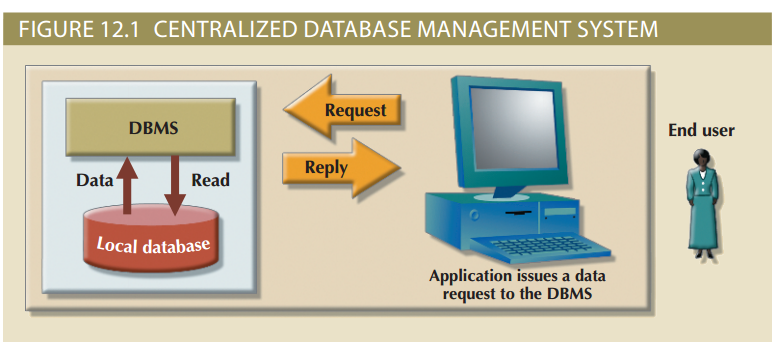 FIGURE 12.1 CENTRALIZED DATABASE MANAGEMENT SYSTEM
Request
DBMS
End user
Reply
Data
Read
Local database
Application issues a data
request to the DBMS